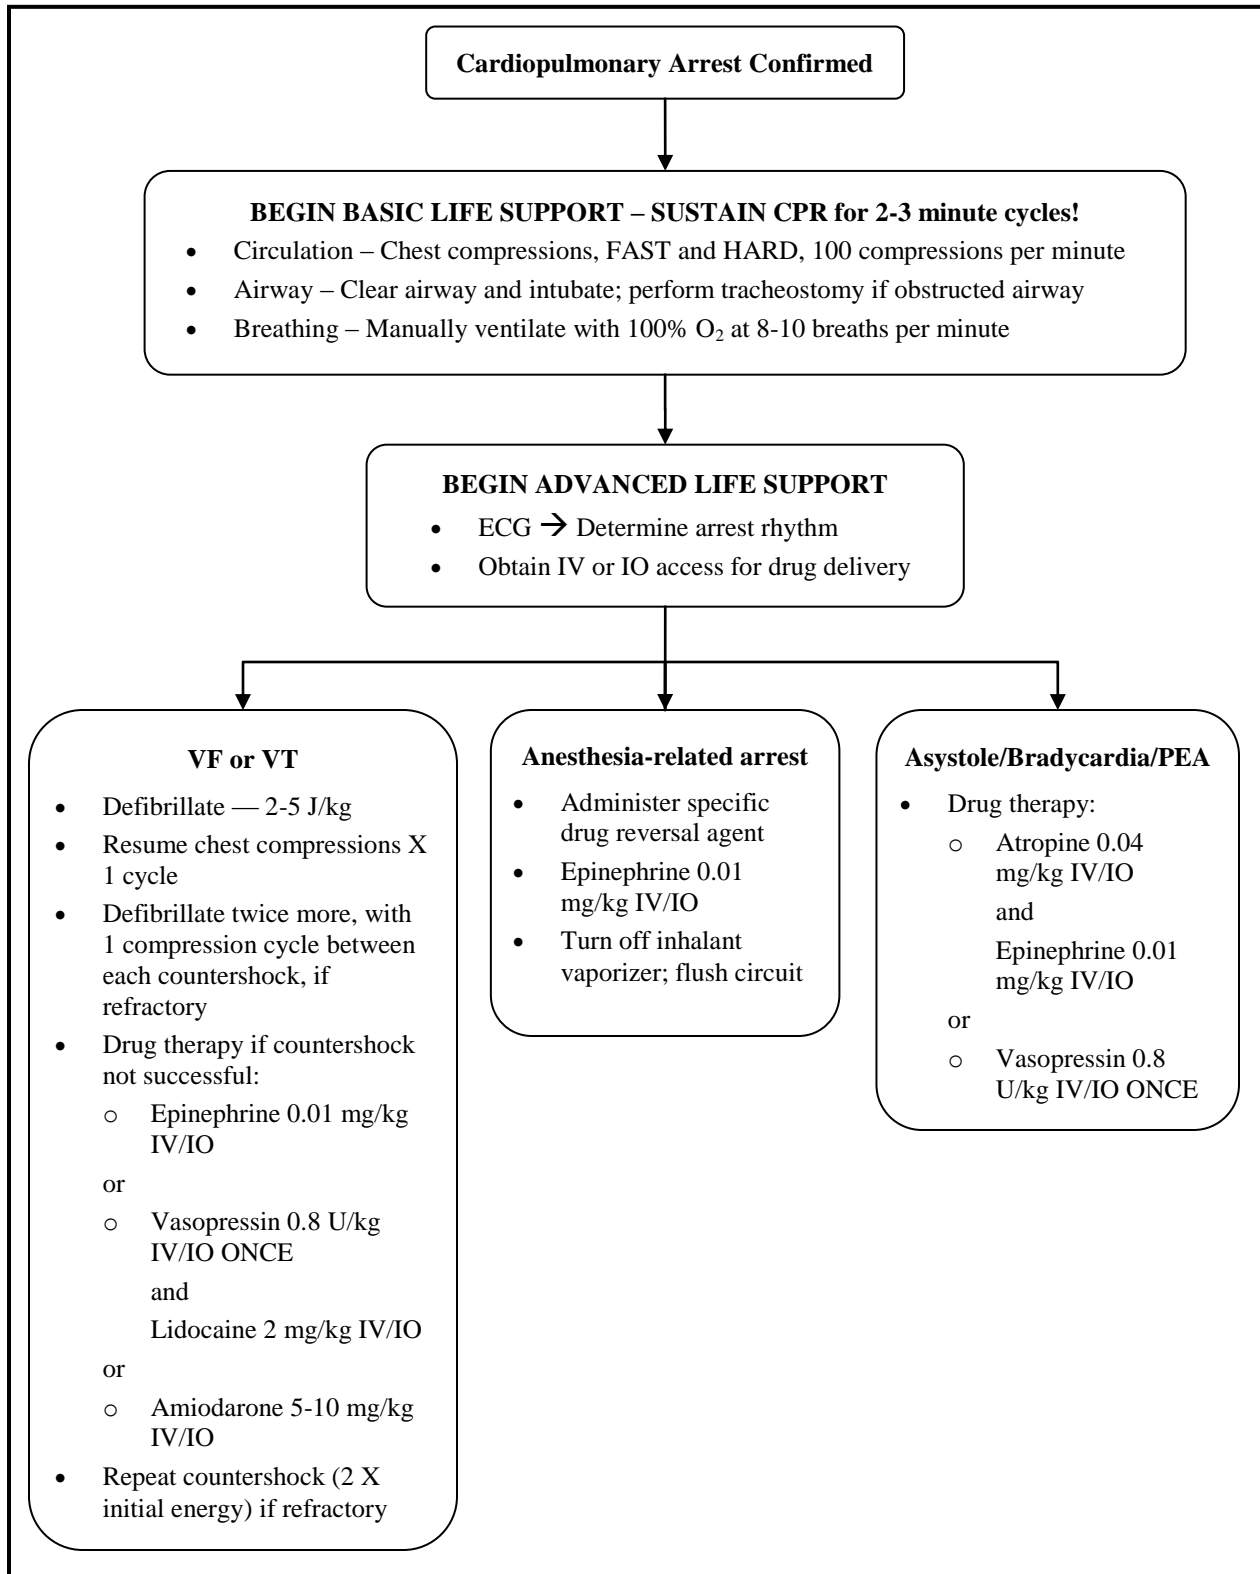 Cardiopulmonary Arrest Confirmed
BEGIN BASIC LIFE SUPPORT – SUSTAIN CPR for 2-3 minute cycles!
• Circulation – Chest compressions, FAST and HARD, 100 compressions per minute
• Airway – Clear airway and intubate; perform tracheostomy if obstructed airway
• Breathing – Manually ventilate with 100% O₂ at 8-10 breaths per minute
BEGIN ADVANCED LIFE SUPPORT
• ECG → Determine arrest rhythm
• Obtain IV or IO access for drug delivery
VF or VT
• Defibrillate — 2-5 J/kg
• Resume chest compressions X
1 cycle
• Defibrillate twice more, with
1 compression cycle between
each countershock, if
refractory
• Drug therapy if countershock
not successful:
o Epinephrine 0.01 mg/kg
IV/IO
or
o Vasopressin 0.8 U/kg
IV/IO ONCE
and
Lidocaine 2 mg/kg IV/IO
or
o Amiodarone 5-10 mg/kg
IV/IO
• Repeat countershock (2 X
initial energy) if refractory
Anesthesia-related arrest
• Administer specific
drug reversal agent
• Epinephrine 0.01
mg/kg IV/IO
• Turn off inhalant
vaporizer; flush circuit
Asystole/Bradycardia/PEA
• Drug therapy:
o Atropine 0.04
mg/kg IV/IO
and
Epinephrine 0.01
mg/kg IV/IO
or
o Vasopressin 0.8
U/kg IV/IO ONCE